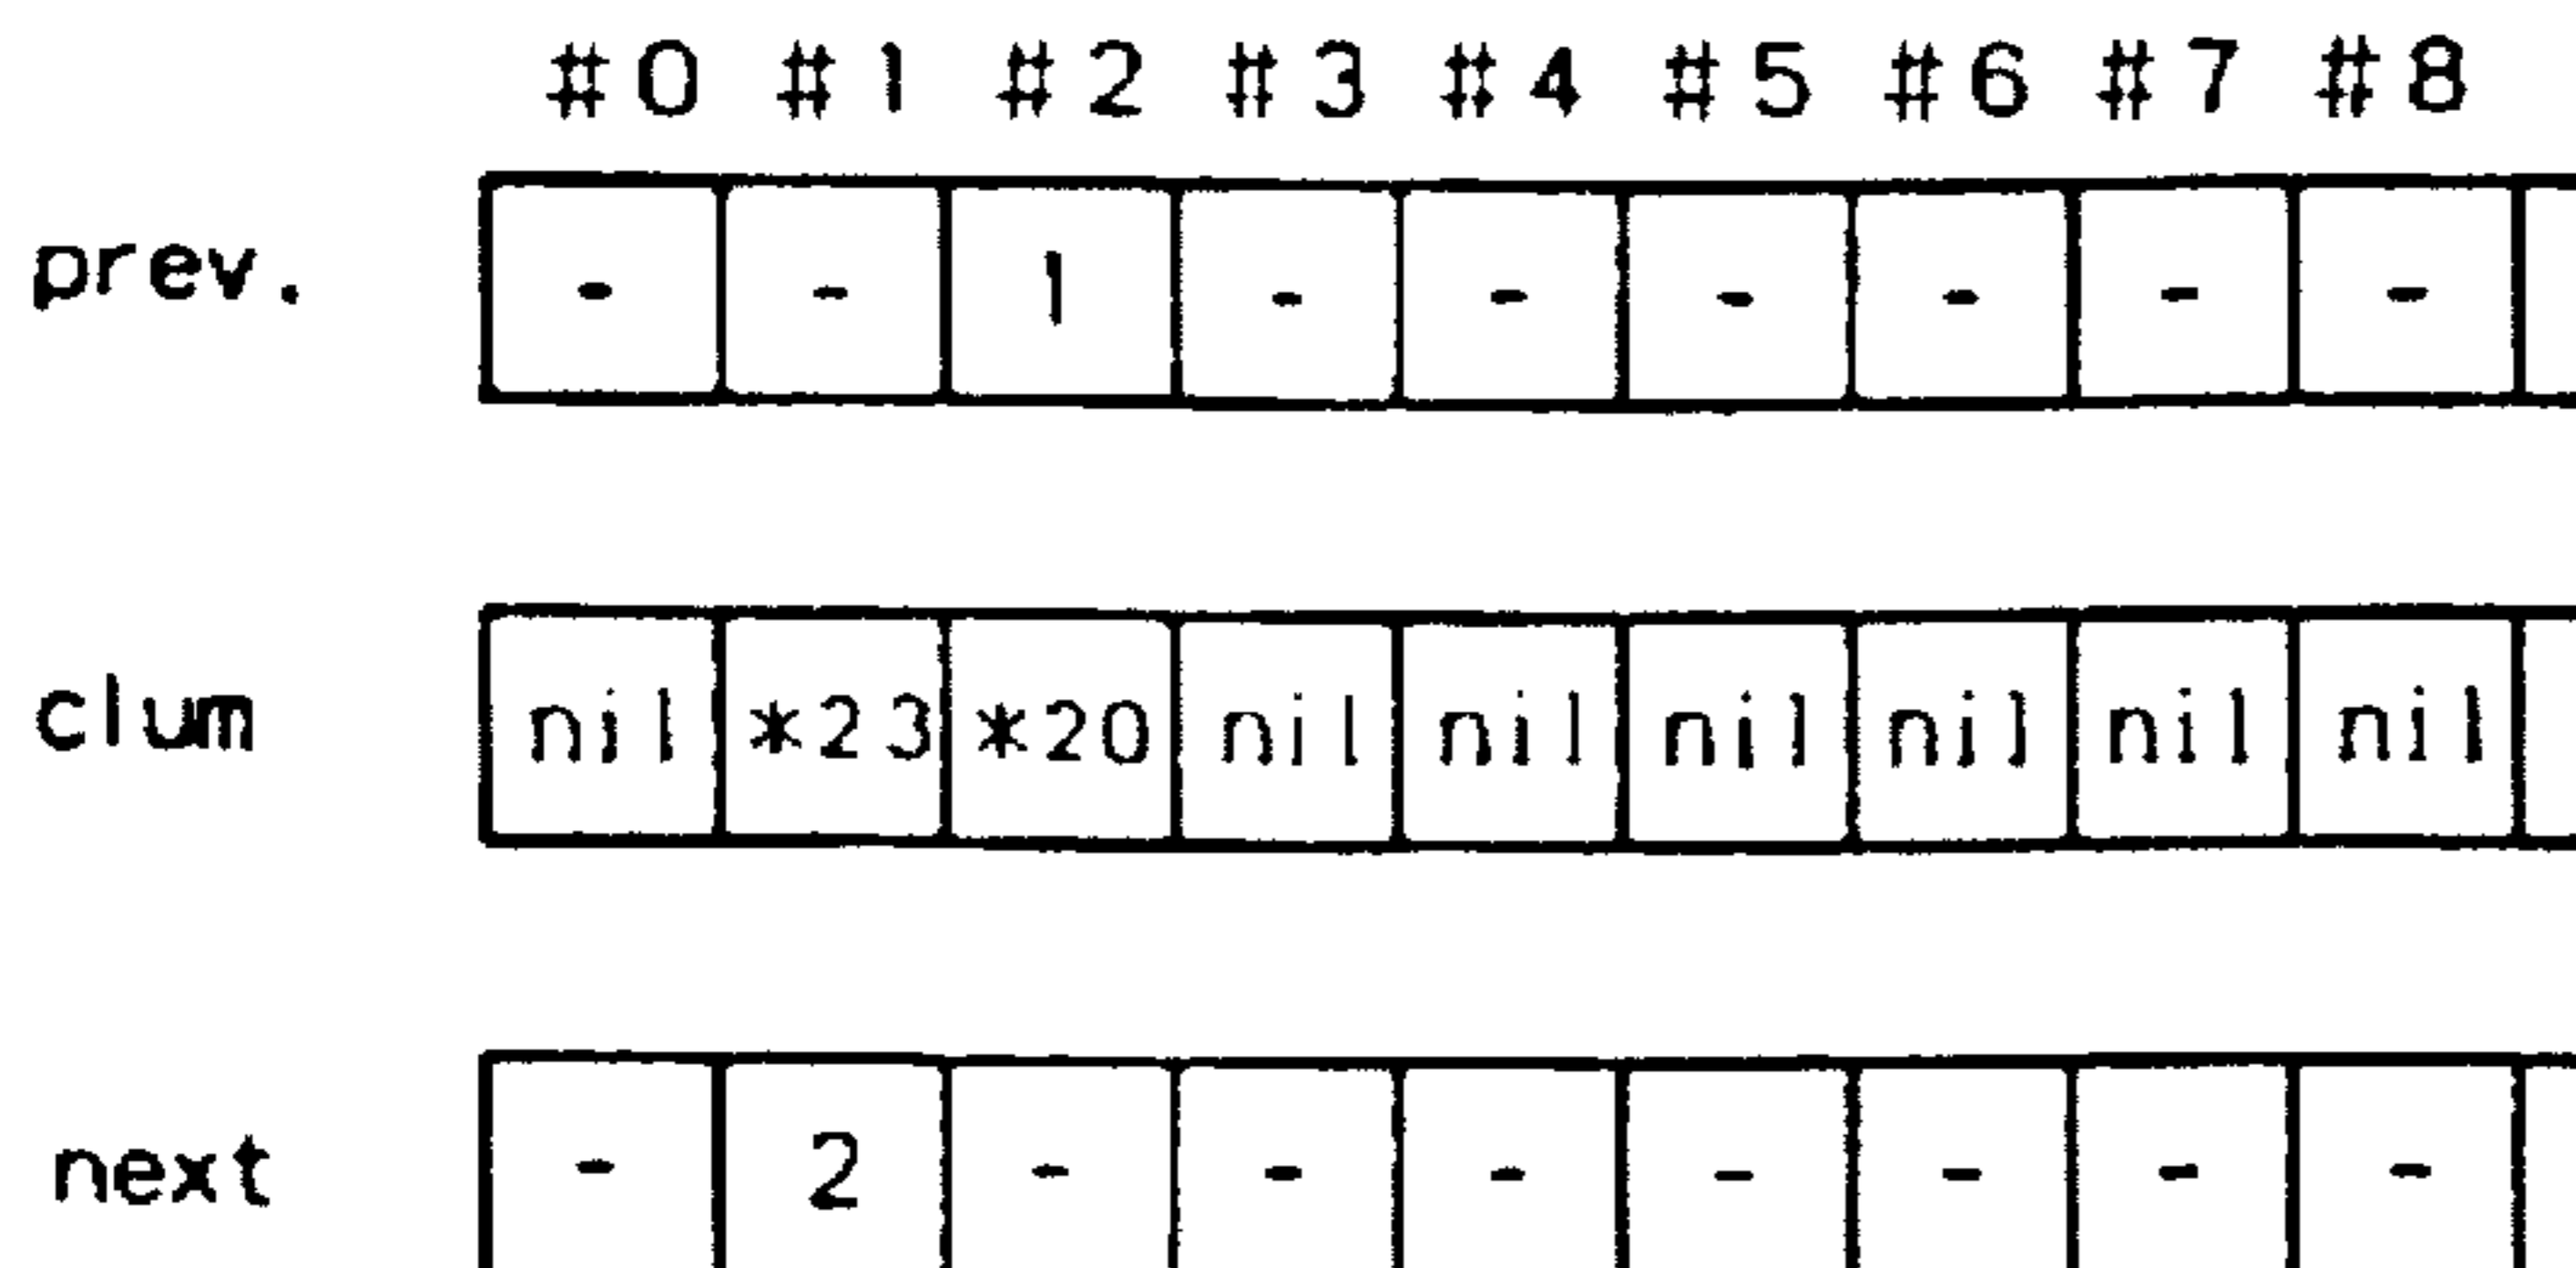 #0 #1 #2 #3 #4 #5 #6 #7 #8
prev. - - 1 - - - - - -
clum nil *23 *20 nil nil nil nil nil nil
next - 2 - - - - - - -